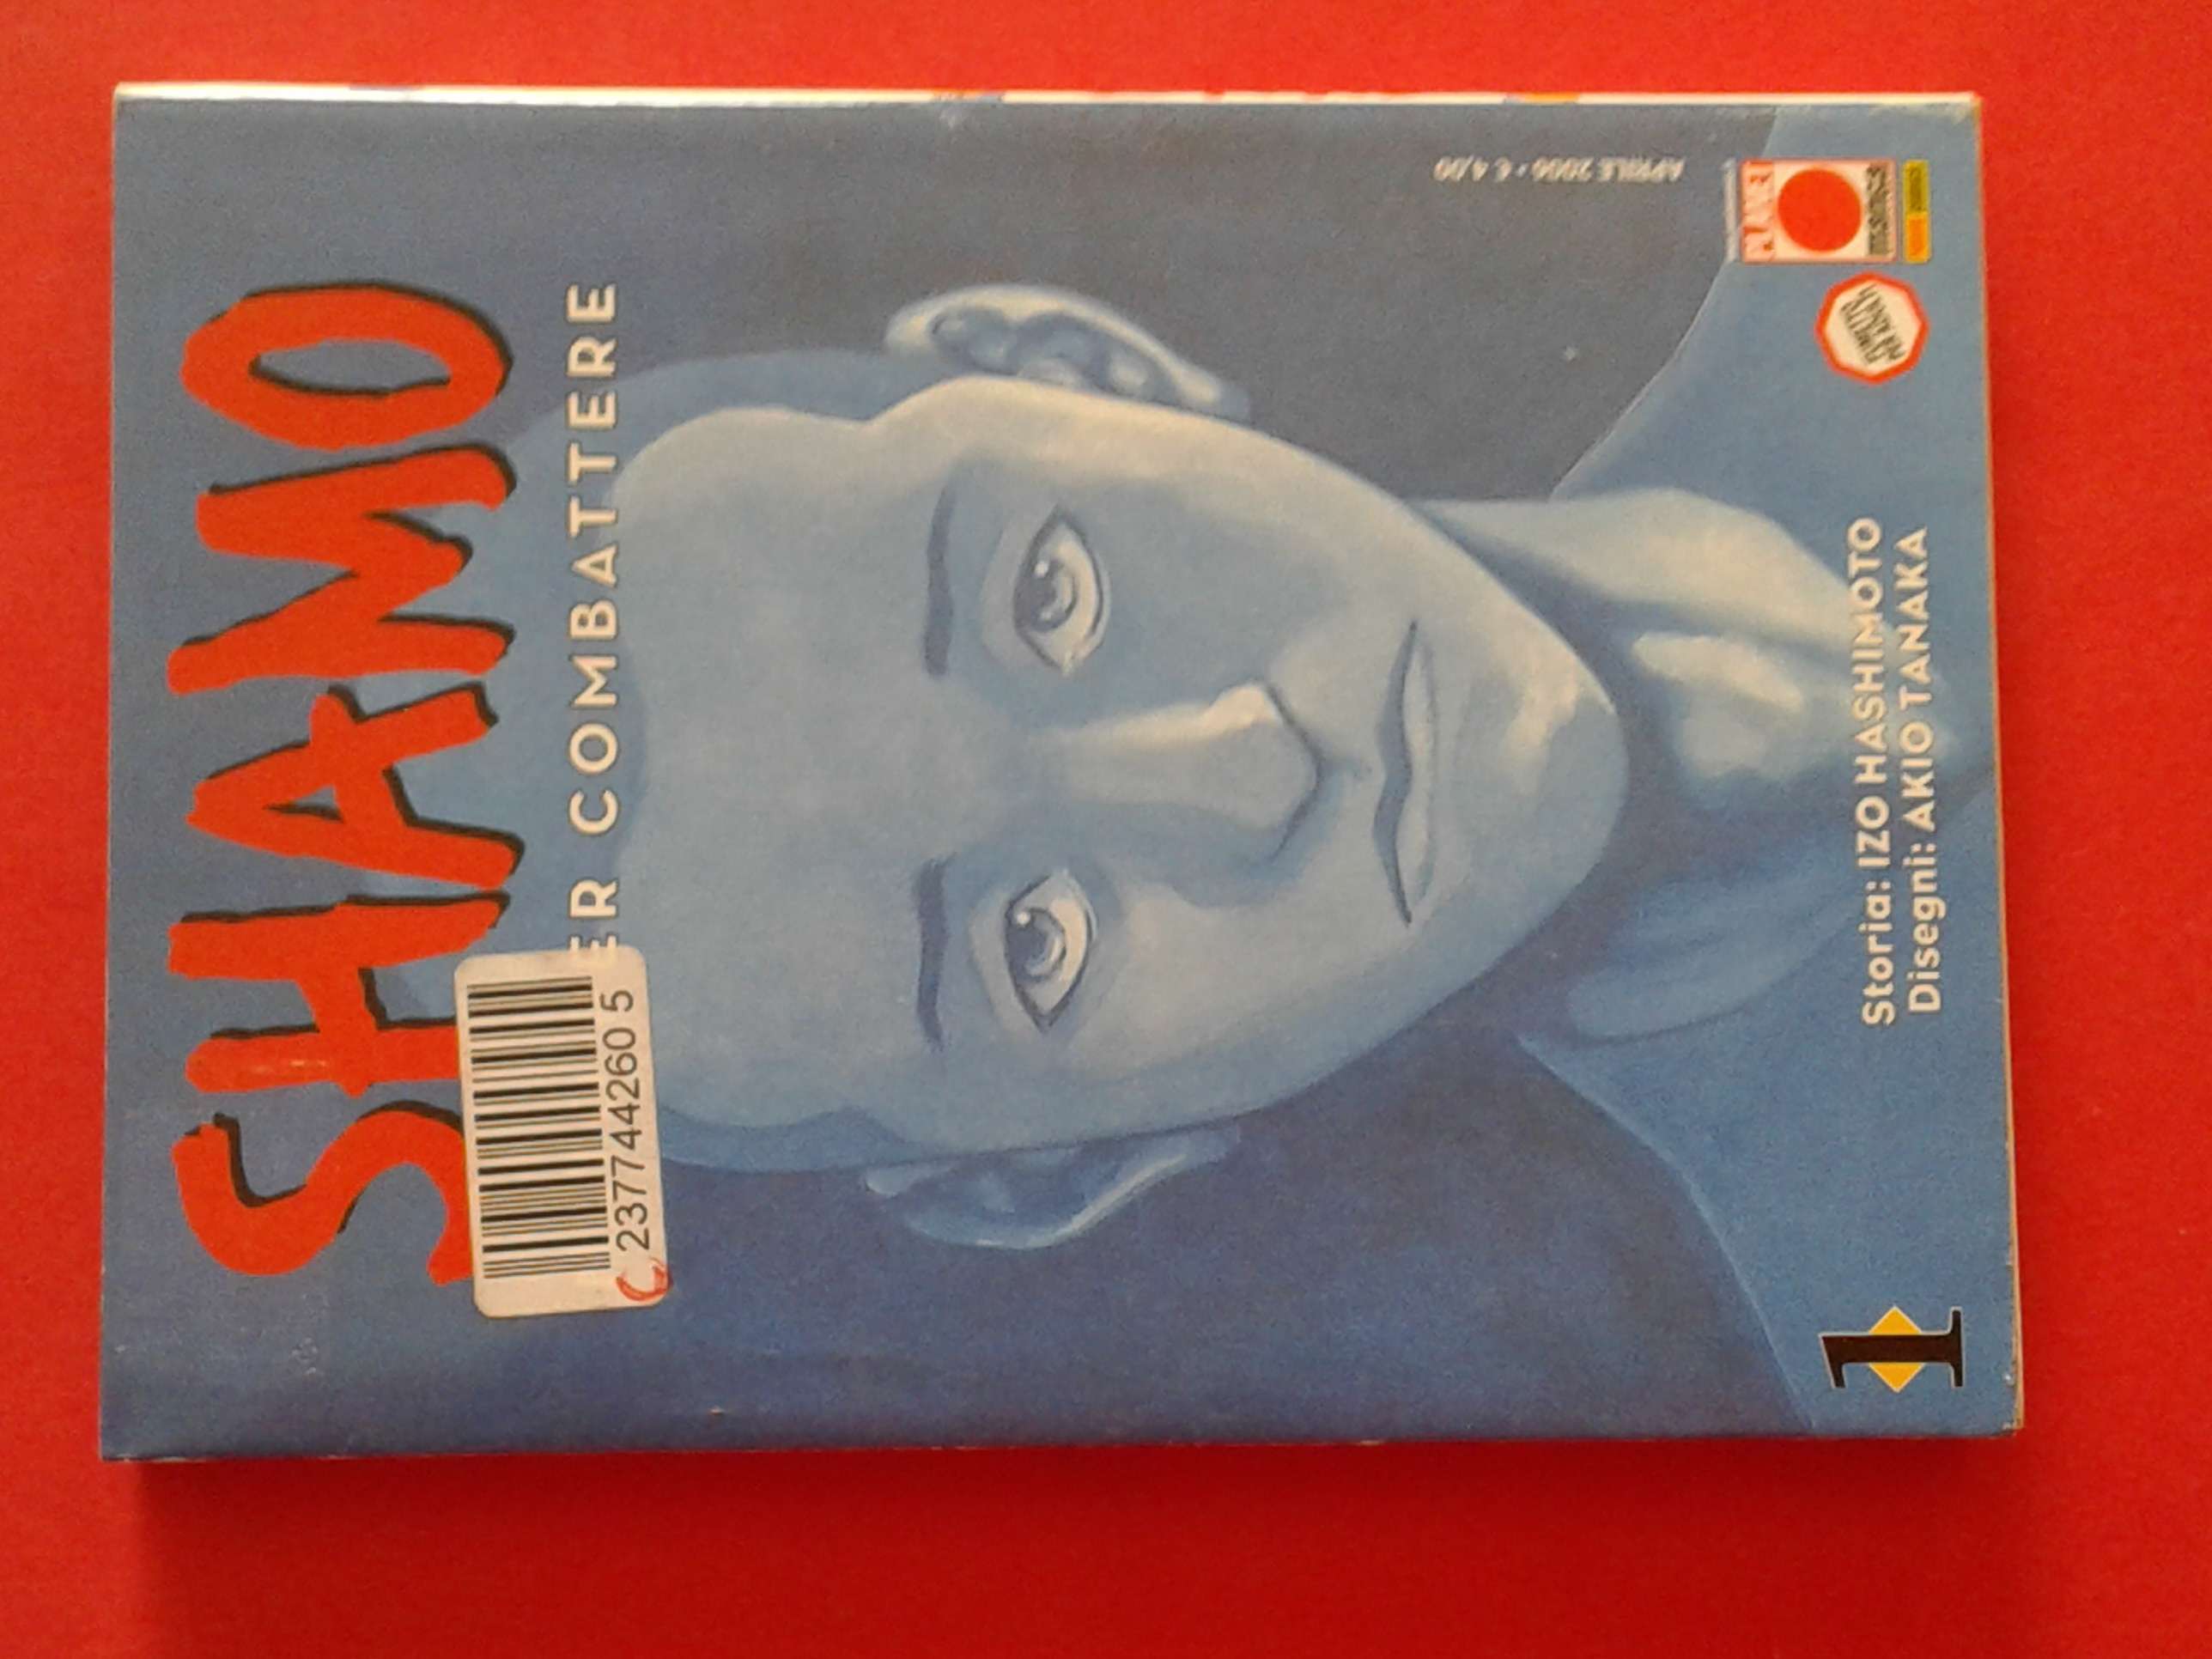 SHAMO
ER COMBATTERE
2377442605
APRILE 2006 • € 4,00
PLANET
manga
Storia: IZO HASHIMOTO
Disegni: AKIO TANAKA
1